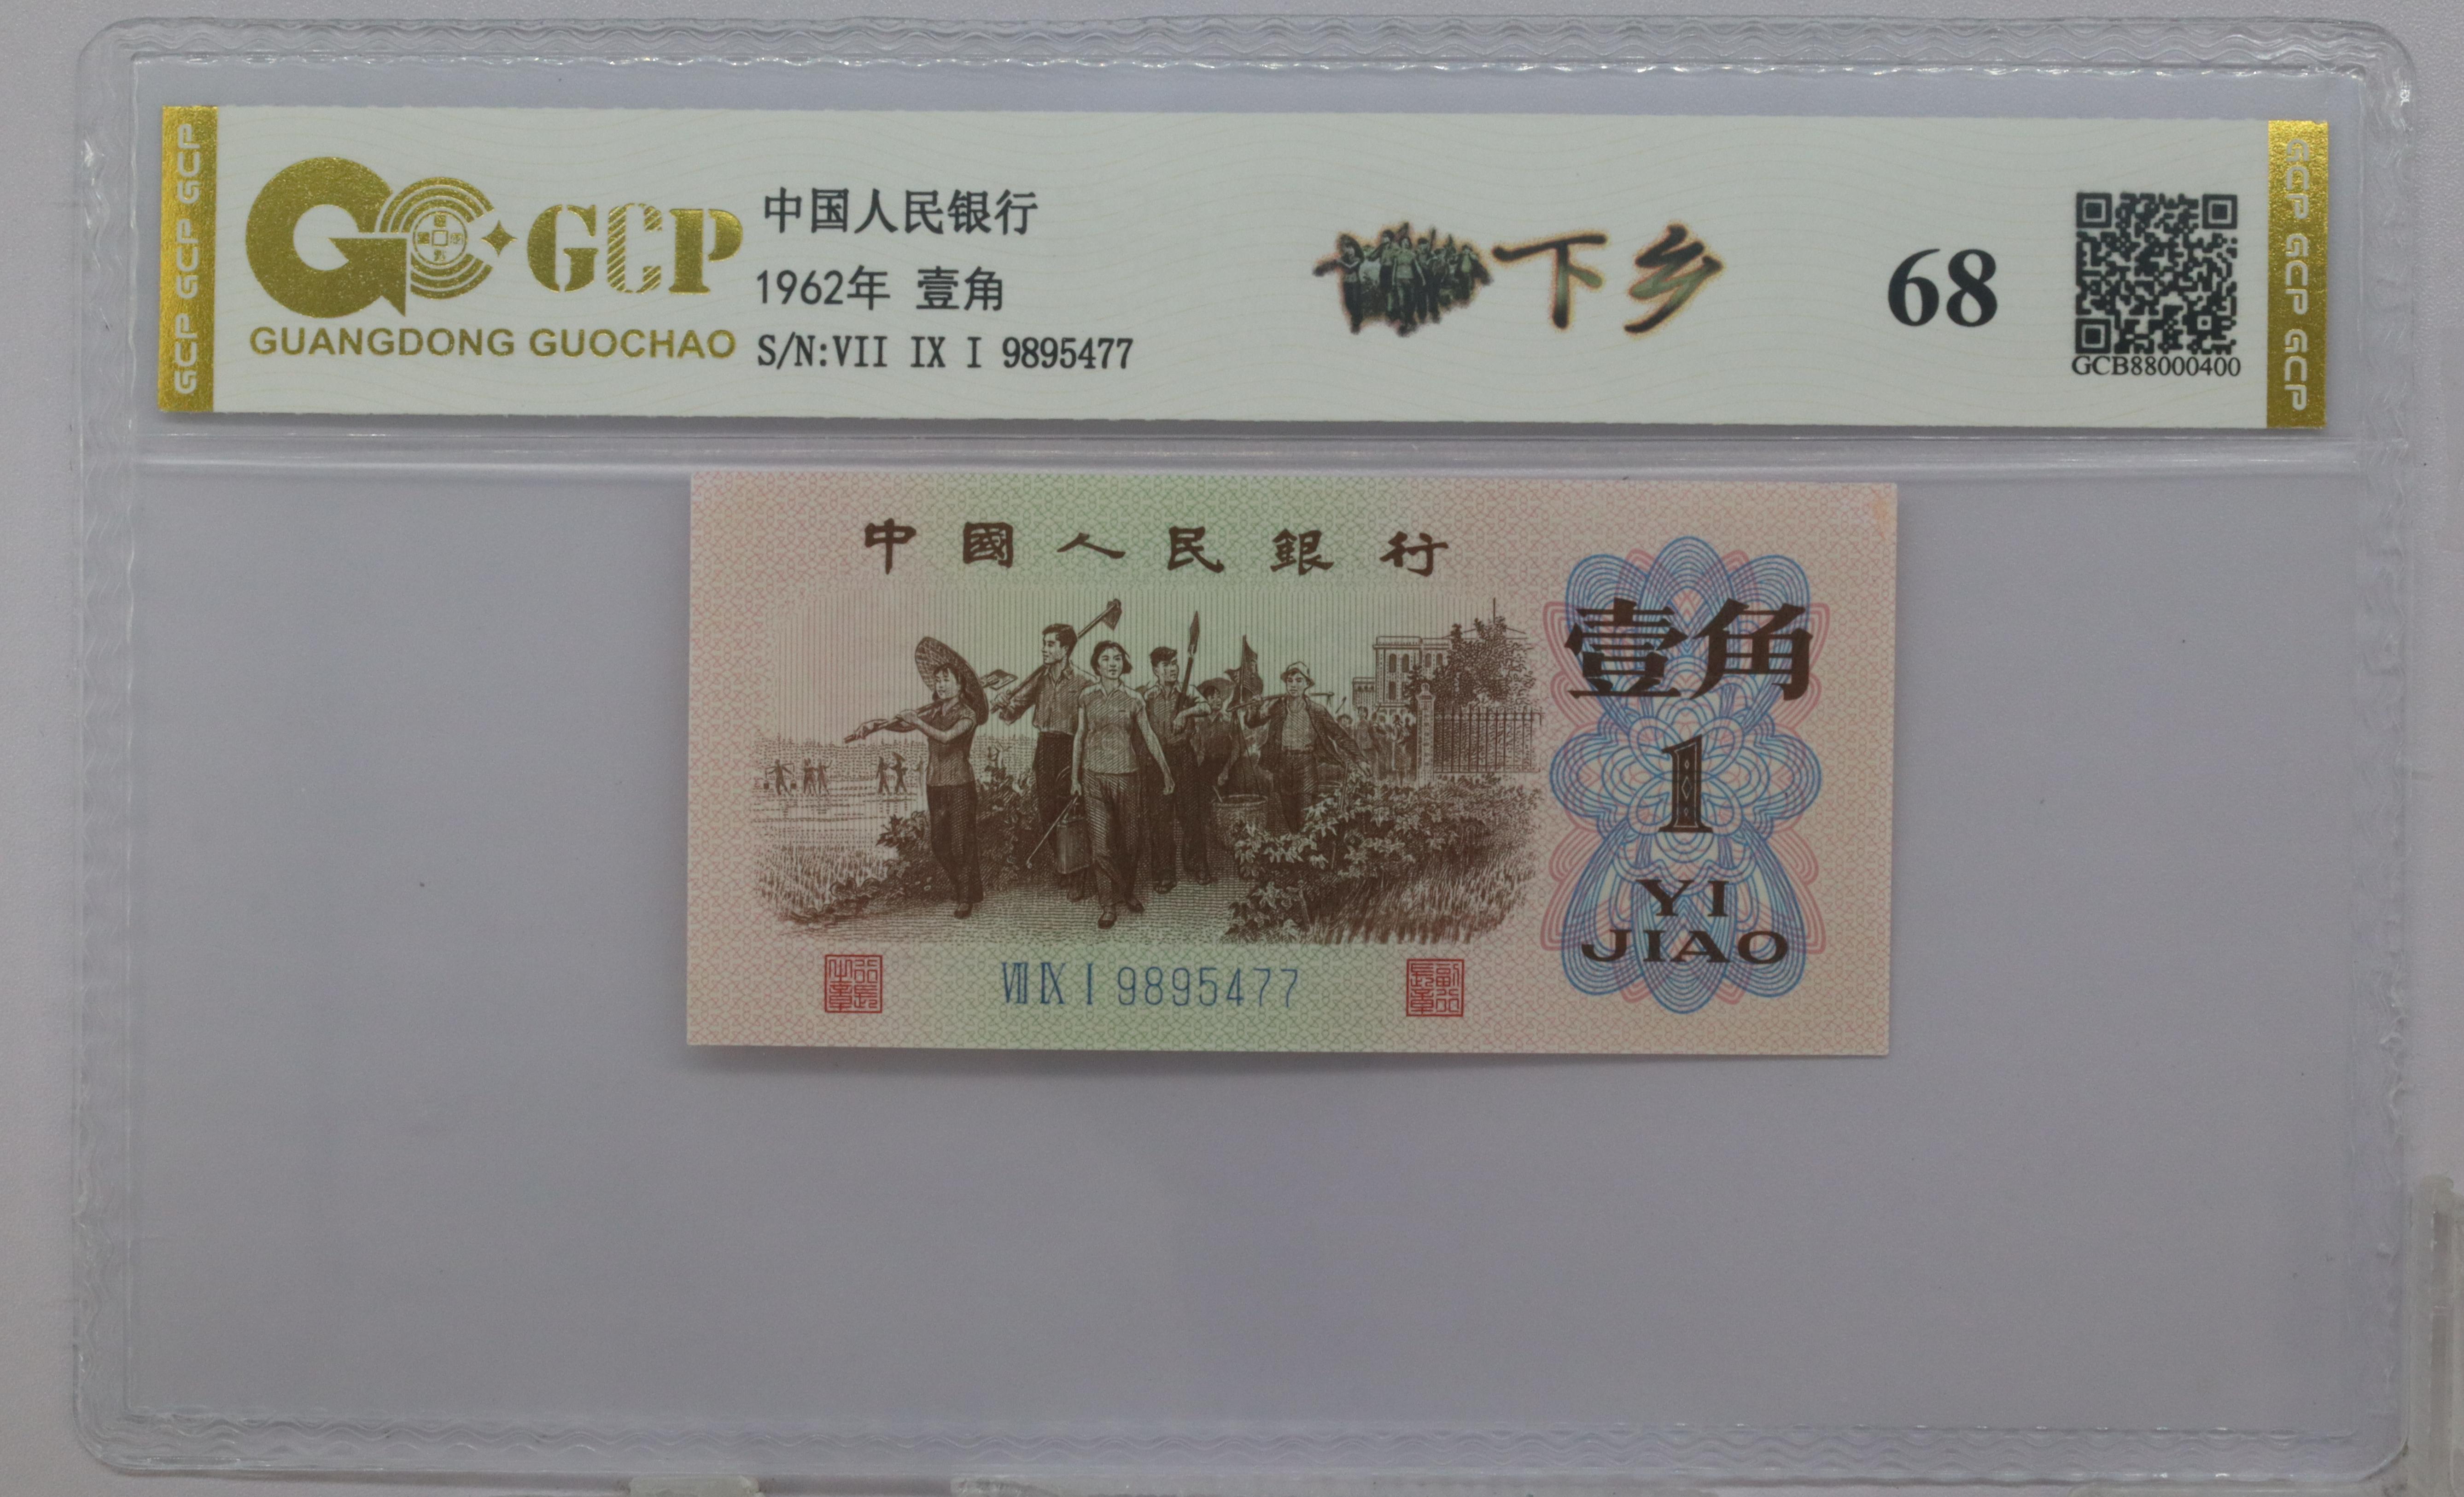 GCP GCP GCP
GCP
GUANGDONG GUOCHAO
中国人民银行
1962年 壹角
S/N:VII IX I 9895477
下乡
68
GCB88000400
GCP GCP GCP
中國人民銀行
壹角
1
YI
JIAO
Ⅷ Ⅸ Ⅰ 9895477